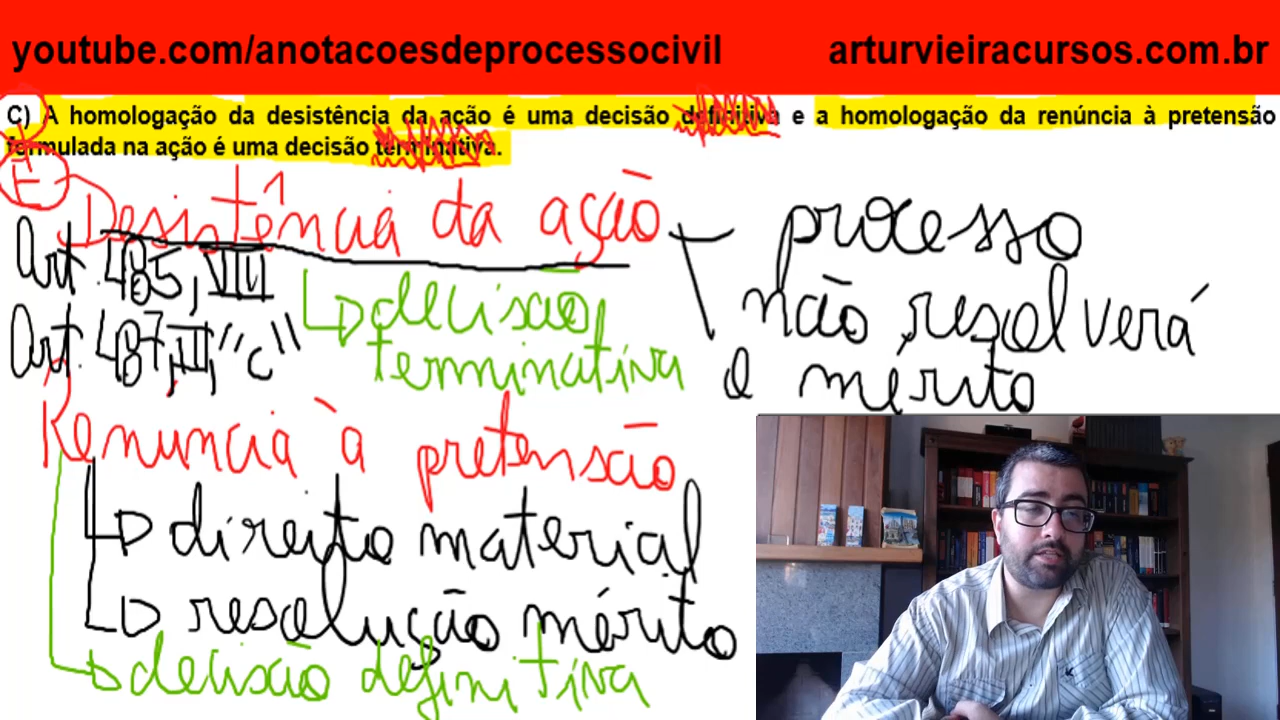 youtube.com/anotacoesdeprocessocivil arturvieiracursos.com.br
C) A homologação da desistência da ação é uma decisão definitiva e a homologação da renúncia à pretensão
formulada na ação é uma decisão terminativa.
E
Desistência da ação
processo
não resolverá
o mérito
Art. 485, VIII
decisão
terminativa
Art. 487, III, "c"
Renúncia à pretensão
direito material
resolução mérito
decisão definitiva